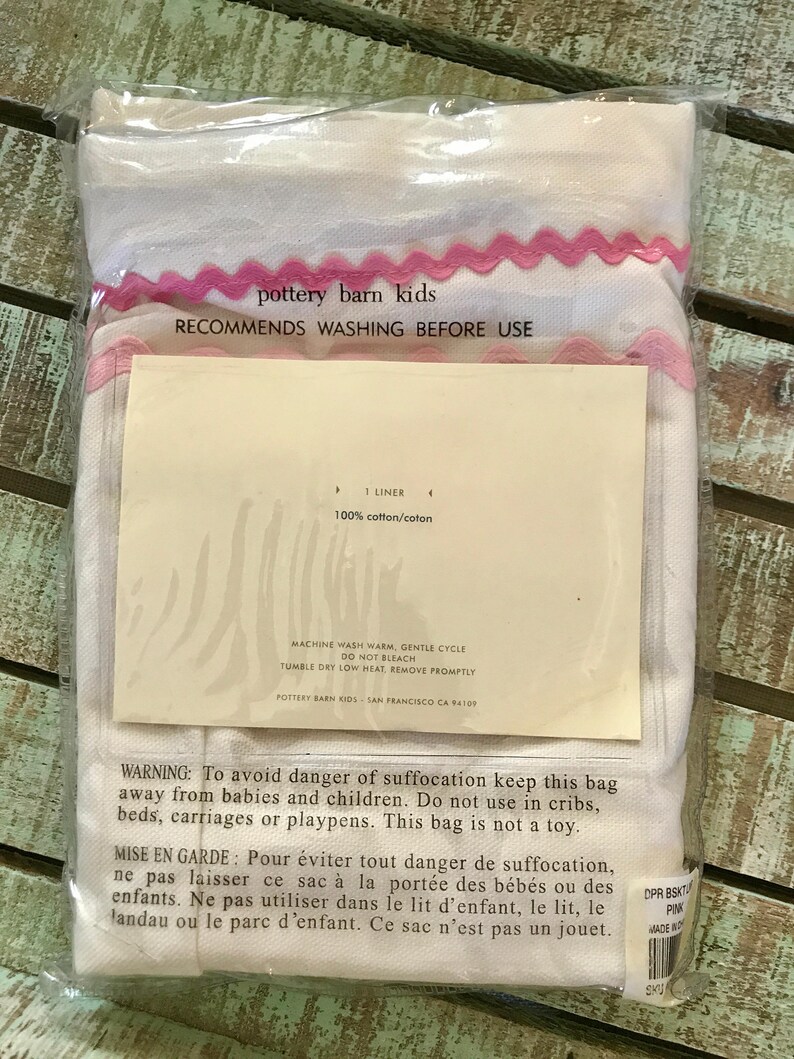 pottery barn kids
RECOMMENDS WASHING BEFORE USE
1 LINER
100% cotton/coton
MACHINE WASH WARM, GENTLE CYCLE
DO NOT BLEACH
TUMBLE DRY LOW HEAT, REMOVE PROMPTLY
POTTERY BARN KIDS - SAN FRANCISCO CA 94109
WARNING: To avoid danger of suffocation keep this bag
away from babies and children. Do not use in cribs,
beds, carriages or playpens. This bag is not a toy.
MISE EN GARDE : Pour éviter tout danger de suffocation,
ne pas laisser ce sac à la portée des bébés ou des
enfants. Ne pas utiliser dans le lit d'enfant, le lit, le
landau ou le parc d'enfant. Ce sac n'est pas un jouet.
DPR BSKT
PINK
MADE IN
SKU